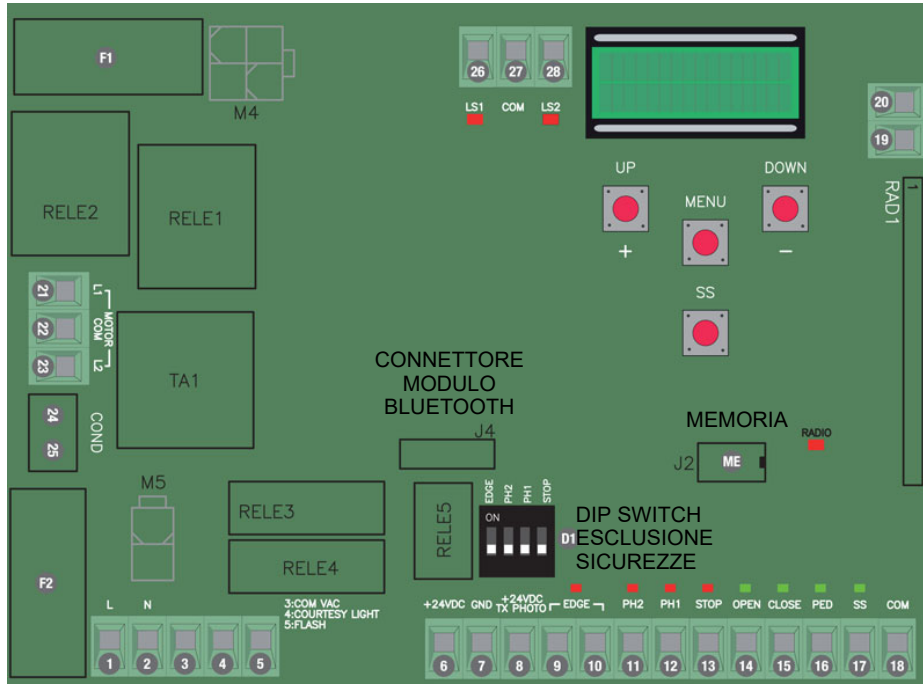 F1
M4
26 27 28
LS1 COM LS2
20
19
UP
DOWN
MENU
+
−
SS
RAD1
1
RELE2
RELE1
21
22
23
L1
MOTOR
COM
L2
TA1
24
25
COND
CONNETTORE
MODULO
BLUETOOTH
J4
MEMORIA
RADIO
J2
ME
M5
F2
RELE3
RELE4
RELE5
EDGE PH2 PH1 STOP
ON
D1
DIP SWITCH
ESCLUSIONE
SICUREZZE
L N
3:COM VAC
4:COURTESY LIGHT
5:FLASH
1 2 3 4 5
+24VDC GND +24VDC
TX PHOTO EDGE PH2 PH1 STOP OPEN CLOSE PED SS COM
6 7 8 9 10 11 12 13 14 15 16 17 18